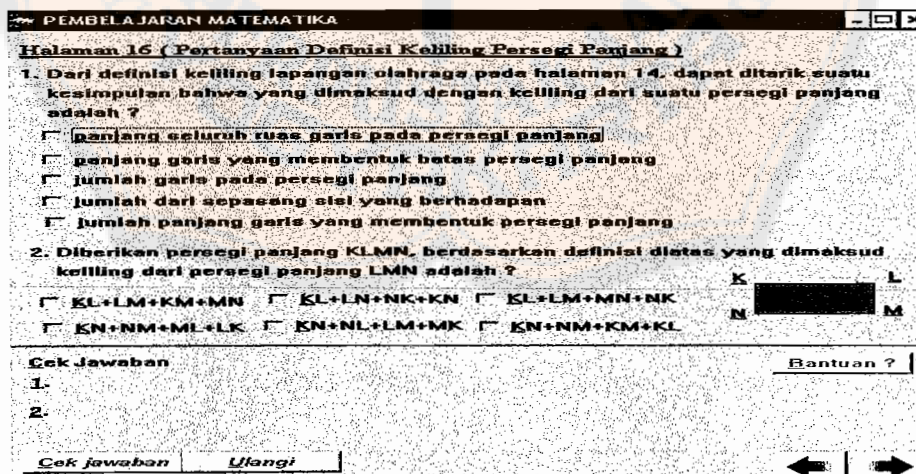 PEMBELAJARAN MATEMATIKA
Halaman 16 ( Pertanyaan Definisi Keliling Persegi Panjang )
1. Dari definisi keliling lapangan olahraga pada halaman 14, dapat ditarik suatu
kesimpulan bahwa yang dimaksud dengan keliling dari suatu persegi panjang
adalah ?
panjang seluruh ruas garis pada persegi panjang
panjang garis yang membentuk batas persegi panjang
jumlah garis pada persegi panjang
jumlah dari sepasang sisi yang berhadapan
jumlah panjang garis yang membentuk persegi panjang
2. Diberikan persegi panjang KLMN, berdasarkan definisi diatas yang dimaksud
keliling dari persegi panjang LMN adalah ?
K L
KL+LM+KM+MN KL+LN+NK+KN KL+LM+MN+NK
N M
KN+NM+ML+LK KN+NL+LM+MK KN+NM+KM+KL
Cek Jawaban Bantuan ?
1.
2.
Cek jawaban Ulangi